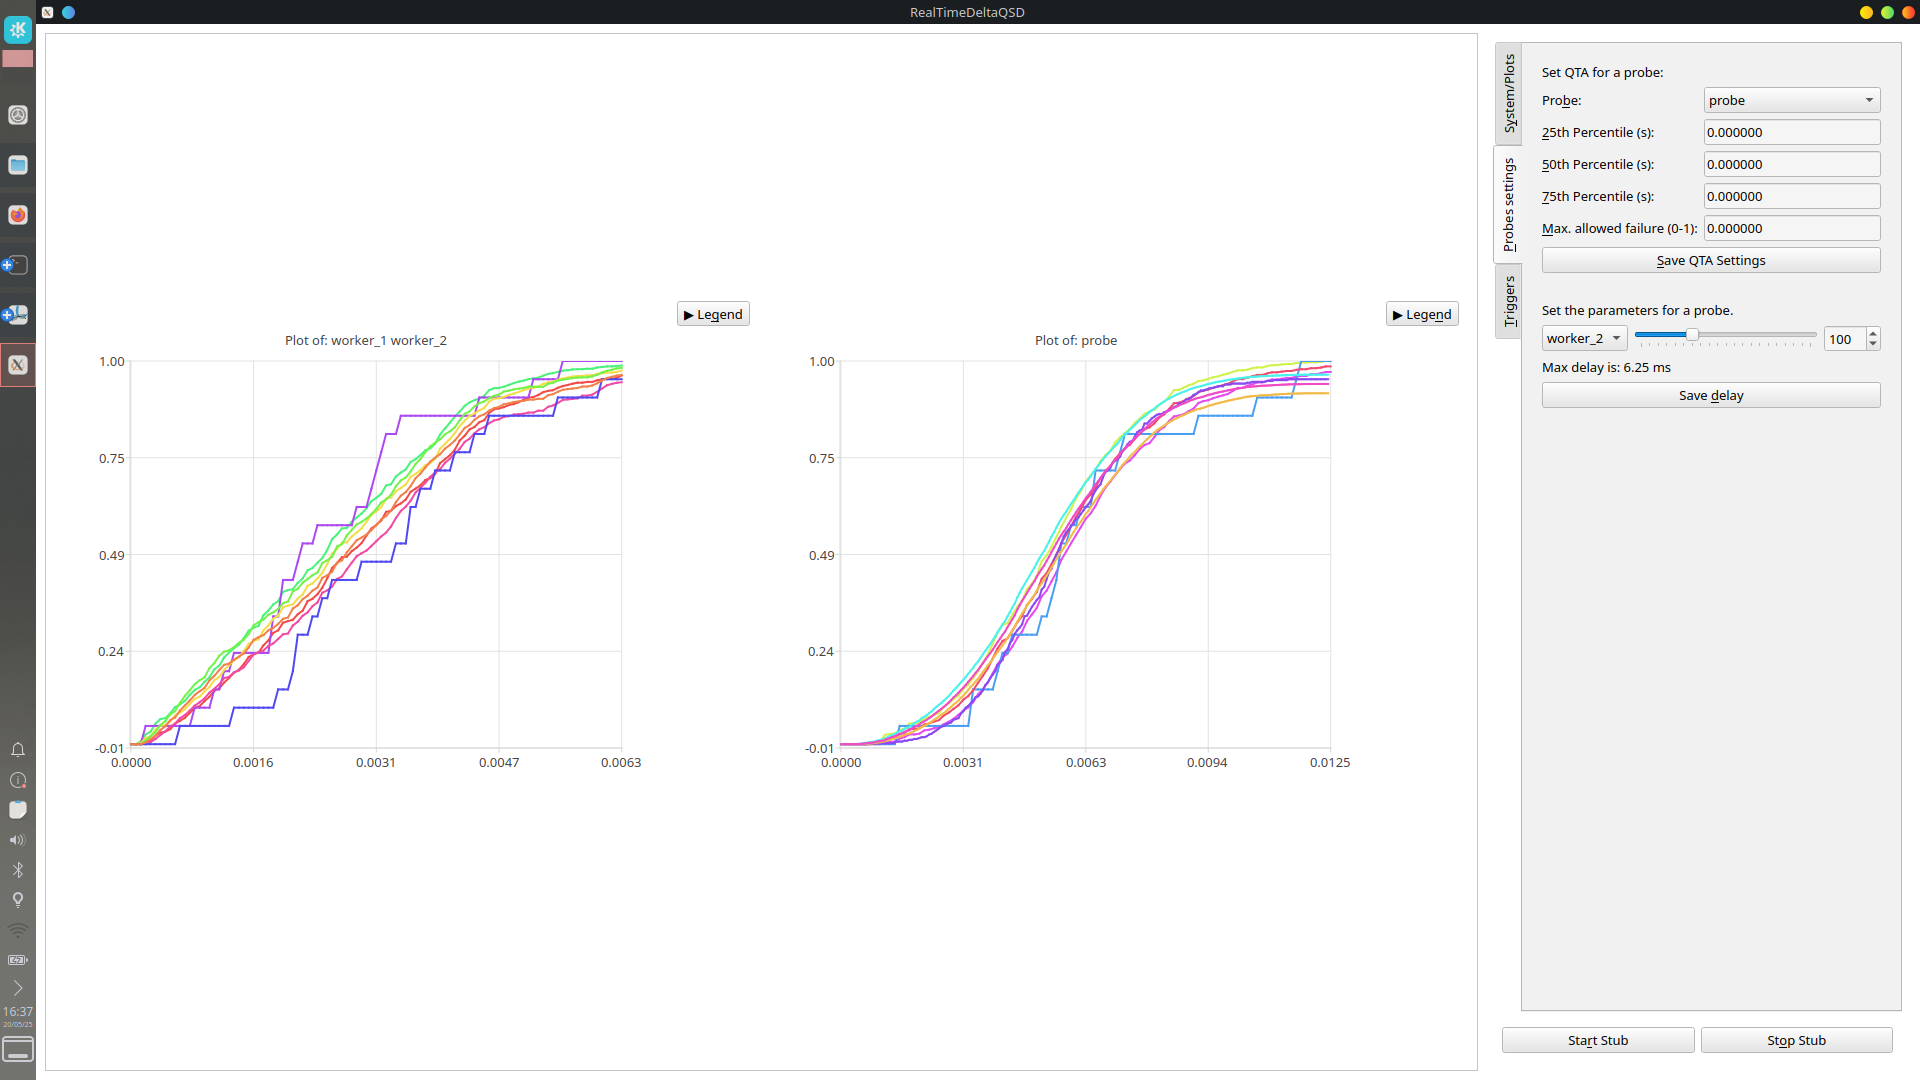 RealTimeDeltaQSD
▶ Legend
Plot of: worker_1 worker_2
1.00
0.75
0.49
0.24
-0.01
0.0000 0.0016 0.0031 0.0047 0.0063
▶ Legend
Plot of: probe
1.00
0.75
0.49
0.24
-0.01
0.0000 0.0031 0.0063 0.0094 0.0125
System/Plots
Probes settings
Triggers
Set QTA for a probe:
Probe: probe
25th Percentile (s): 0.000000
50th Percentile (s): 0.000000
75th Percentile (s): 0.000000
Max. allowed failure (0-1): 0.000000
Save QTA Settings
Set the parameters for a probe.
worker_2 100
Max delay is: 6.25 ms
Save delay
Start Stub Stop Stub
16:37
20/05/25